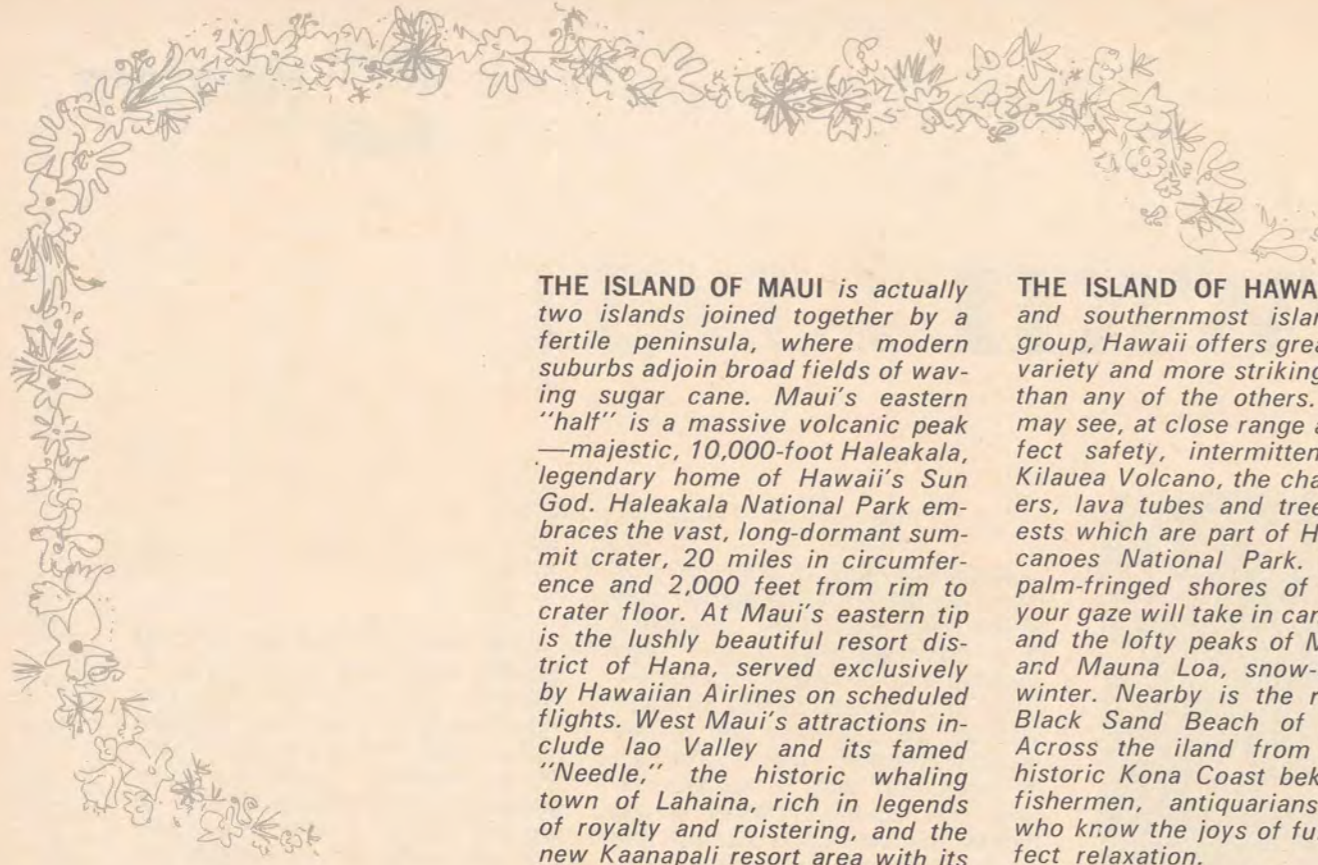 THE ISLAND OF MAUI is actually
two islands joined together by a
fertile peninsula, where modern
suburbs adjoin broad fields of wav-
ing sugar cane. Maui's eastern
"half" is a massive volcanic peak
—majestic, 10,000-foot Haleakala,
legendary home of Hawaii's Sun
God. Haleakala National Park em-
braces the vast, long-dormant sum-
mit crater, 20 miles in circumfer-
ence and 2,000 feet from rim to
crater floor. At Maui's eastern tip
is the lushly beautiful resort dis-
trict of Hana, served exclusively
by Hawaiian Airlines on scheduled
flights. West Maui's attractions in-
clude Iao Valley and its famed
"Needle," the historic whaling
town of Lahaina, rich in legends
of royalty and roistering, and the
new Kaanapali resort area with its
THE ISLAND OF
and southernmost
group, Hawaii offers
variety and more striking
than any of the others.
may see, at close range
fect safety,
Kilauea Volcano, the
ers, lava tubes and
ests which are part of
canoes National Park.
palm-fringed shores of
your gaze will take in
and the lofty peaks of
and Mauna Loa,
winter. Nearby is the
Black Sand Beach of
Across the iland from
historic Kona Coast
fishermen, antiquarians
who know the joys of
fect relaxation.